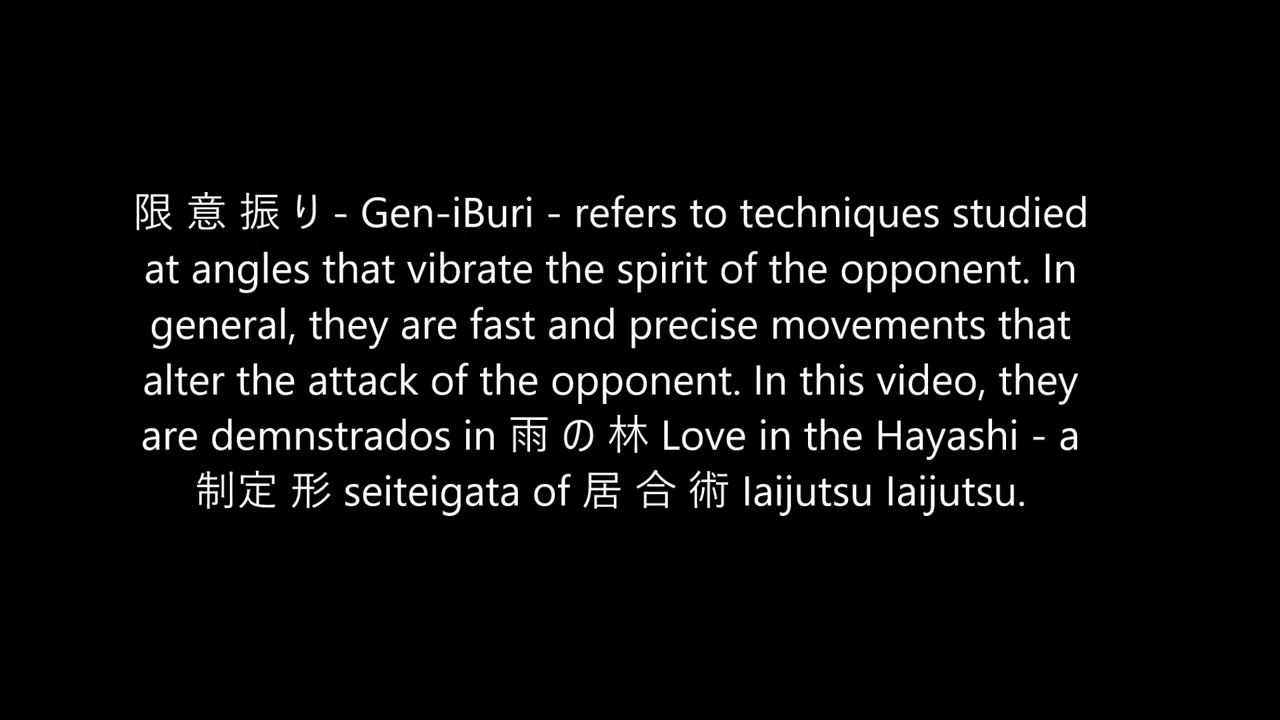 限 意 振 り - Gen-iBuri - refers to techniques studied
at angles that vibrate the spirit of the opponent. In
general, they are fast and precise movements that
alter the attack of the opponent. In this video, they
are demnstrados in 雨 の 林 Love in the Hayashi - a
制定 形 seiteigata of 居 合 術 Iaijutsu Iaijutsu.